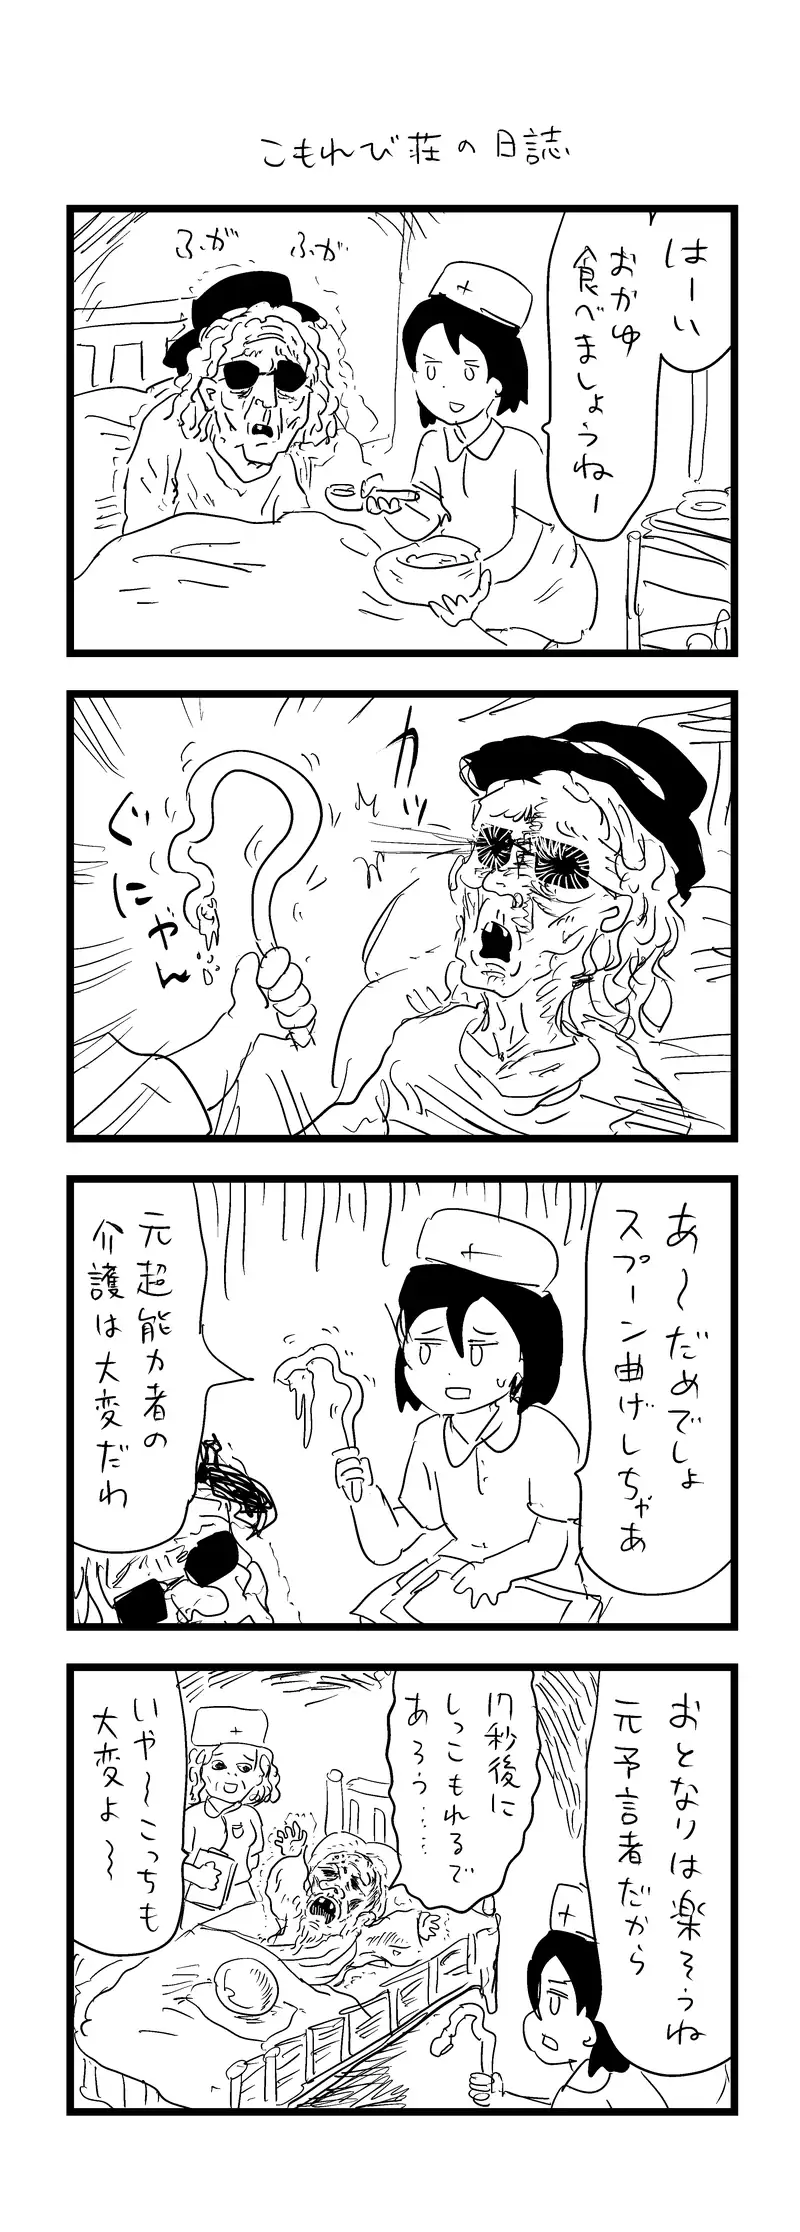 こもれび荘の日誌
はーい
おかゆ
食べましょうねー
ふが
ふが
カッ
ぐにゃん
あ～だめでしょ
スプーン曲げしちゃあ
元超能力者の
介護は大変だわ
おとなりは楽そうね
元予言者だから
17秒後に
しっこもれるで
あろう……
いや～こっちも
大変よ～